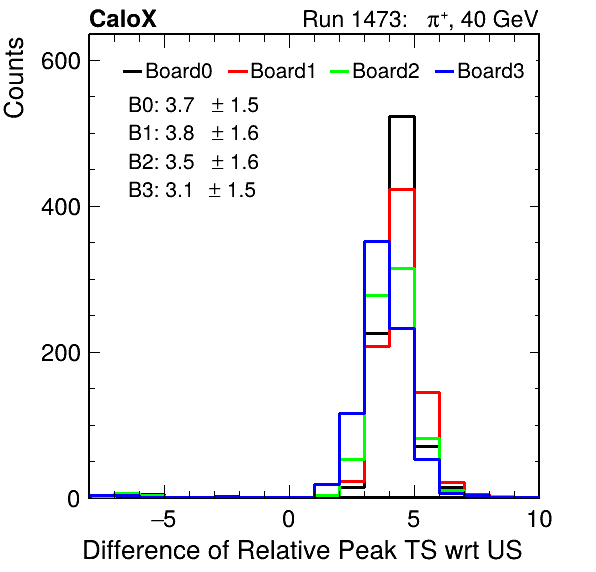 CaloX Run 1473: π⁺, 40 GeV
Counts
Board0 Board1 Board2 Board3
B0: 3.7 ± 1.5
B1: 3.8 ± 1.6
B2: 3.5 ± 1.6
B3: 3.1 ± 1.5
600
400
200
0
−5 0 5 10
Difference of Relative Peak TS wrt US